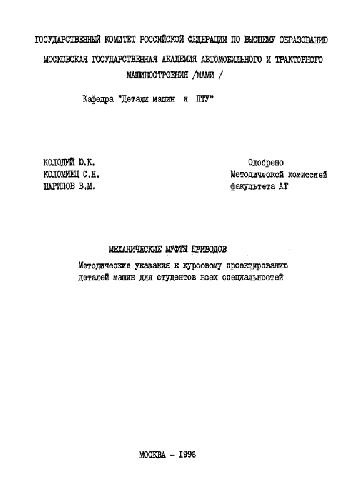 ГОСУДАРСТВЕННЫЙ КОМИТЕТ РОССИЙСКОЙ ФЕДЕРАЦИИ ПО ВЫСШЕМУ ОБРАЗОВАНИЮ
МОСКОВСКАЯ ГОСУДАРСТВЕННАЯ АКАДЕМИЯ АВТОМОБИЛЬНОГО И ТРАКТОРНОГО
МАШИНОСТРОЕНИЯ /МАМИ/
Кафедра "Детали машин и ПТУ"
КОЛОДИЙ Ю.К. Одобрено
КОЛОМИЕЦ С.Н. Методической комиссией
ШАРИПОВ В.М. факультета АТ
МЕХАНИЧЕСКИЕ МУФТЫ ПРИВОДОВ
Методические указания к курсовому проектированию
деталей машин для студентов всех специальностей
МОСКВА - 1996